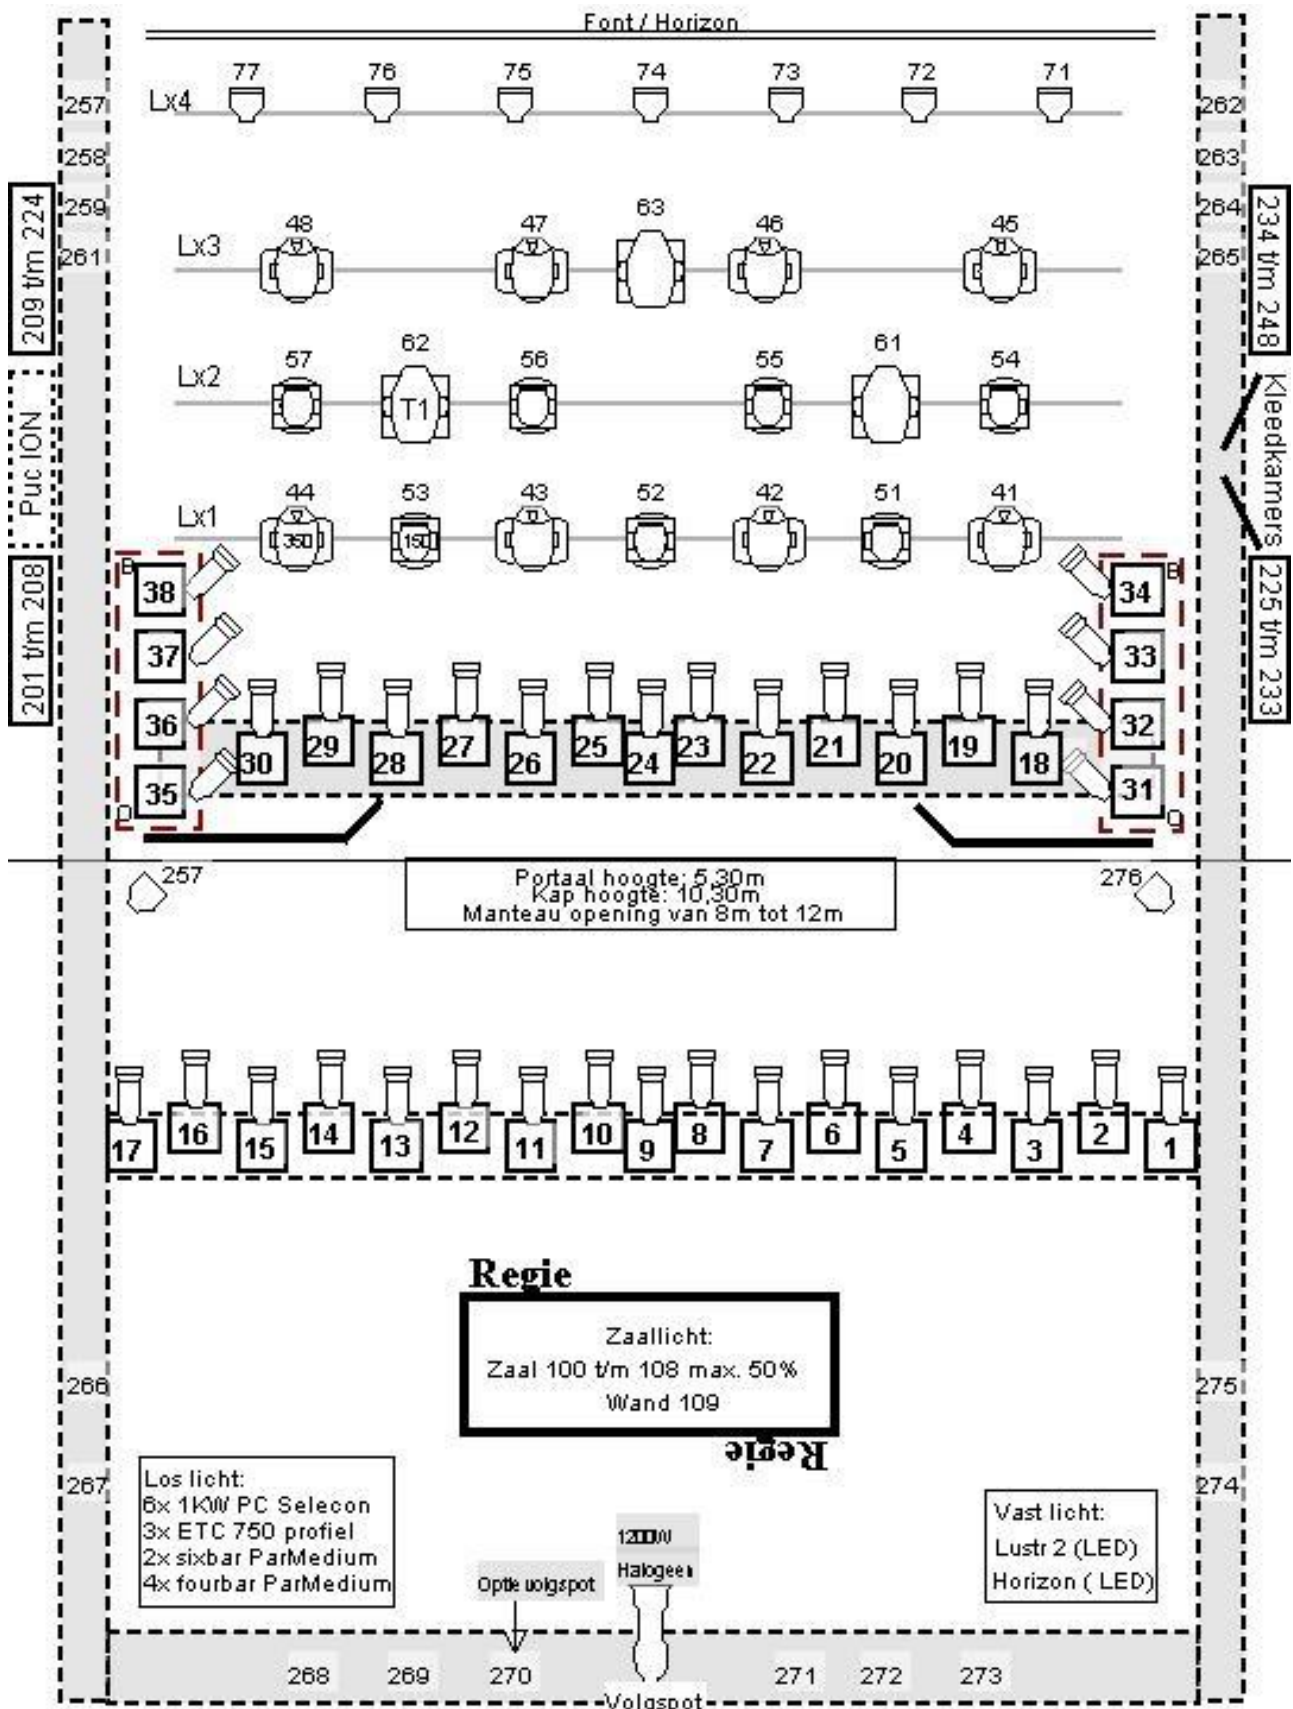 Font / Horizon
77 76 75 74 73 72 71
Lx4
257 262
258 263
259 264
261 265
209 t/m 224
234 t/m 248
48 47 63 46 45
Lx3
57 62 56 55 61 54
Lx2
T1
Puc ION
Kleedkamers
44 53 43 52 42 51 41
Lx1
350 150
201 t/m 208
225 t/m 233
B B
38 34
37 33
36 32
35 31
O O
30 29 28 27 26 25 24 23 22 21 20 19 18
257 276
Portaal hoogte: 5,30m
Kap hoogte: 10,30m
Manteau opening van 8m tot 12m
17 16 15 14 13 12 11 10 9 8 7 6 5 4 3 2 1
Regie
Zaallicht:
Zaal 100 t/m 108 max. 50%
Wand 109
Regie
266 275
267 274
Los licht:
6x 1KW PC Selecon
3x ETC 750 profiel
2x sixbar ParMedium
4x fourbar ParMedium
Vast licht:
Lustr 2 (LED)
Horizon ( LED)
1200W
Halogeen
Optie volgspot
268 269 270 271 272 273
Volgspot